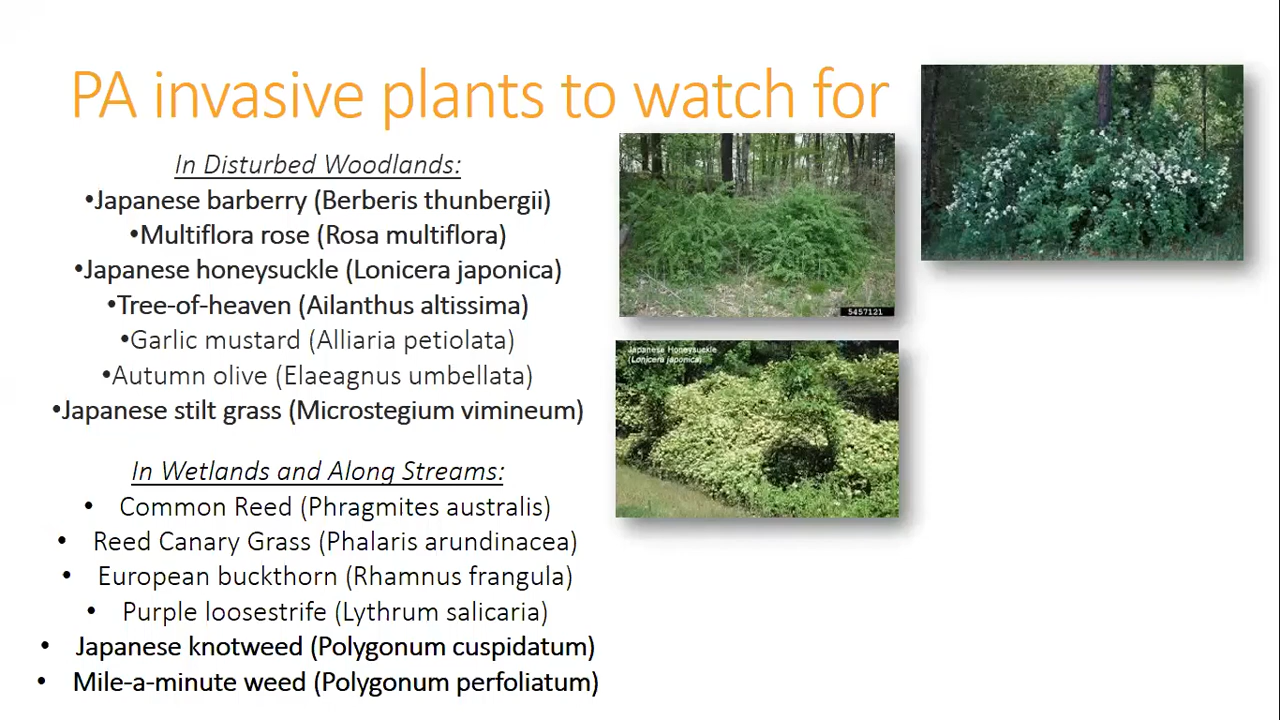 PA invasive plants to watch for
In Disturbed Woodlands:
•Japanese barberry (Berberis thunbergii)
•Multiflora rose (Rosa multiflora)
•Japanese honeysuckle (Lonicera japonica)
•Tree-of-heaven (Ailanthus altissima)
•Garlic mustard (Alliaria petiolata)
•Autumn olive (Elaeagnus umbellata)
•Japanese stilt grass (Microstegium vimineum)
In Wetlands and Along Streams:
• Common Reed (Phragmites australis)
• Reed Canary Grass (Phalaris arundinacea)
• European buckthorn (Rhamnus frangula)
• Purple loosestrife (Lythrum salicaria)
• Japanese knotweed (Polygonum cuspidatum)
• Mile-a-minute weed (Polygonum perfoliatum)
5457121
Japanese Honeysuckle
(Lonicera japonica)